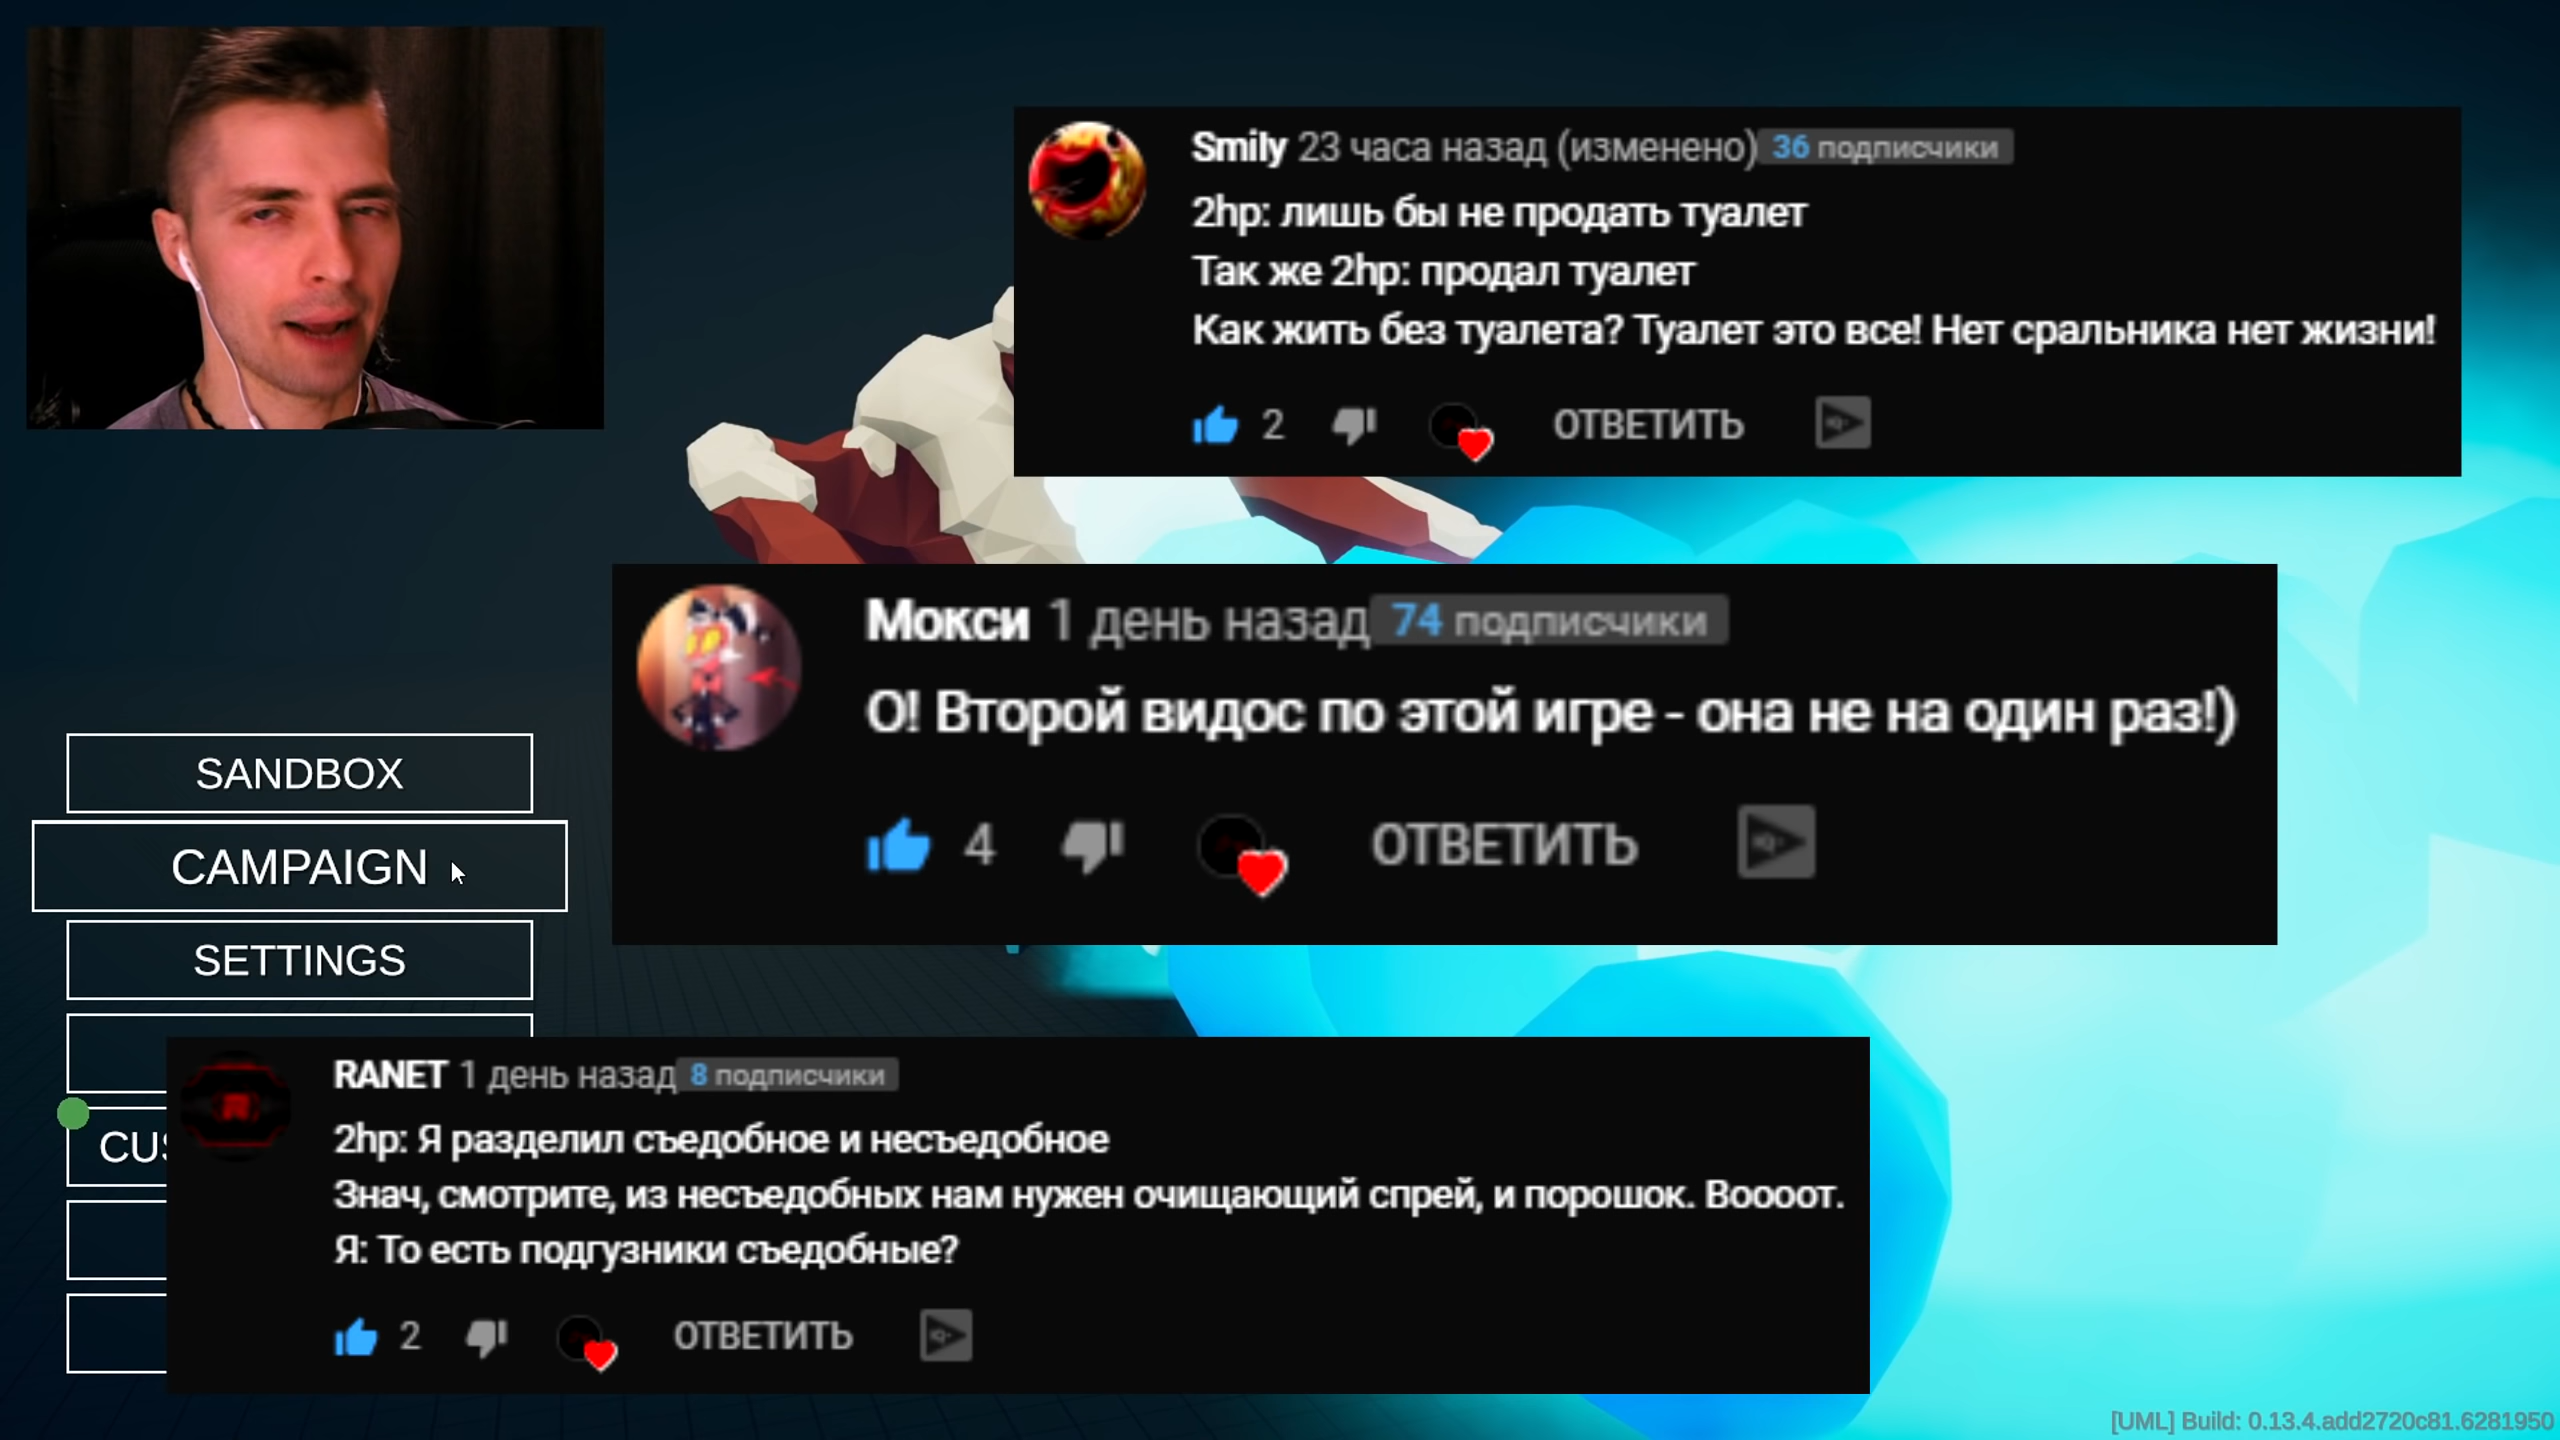 Smily 23 часа назад (изменено) 36 подписчики
2hp: лишь бы не продать туалет
Так же 2hp: продал туалет
Как жить без туалета? Туалет это все! Нет сральника нет жизни!
2 ОТВЕТИТЬ
Мокси 1 день назад 74 подписчики
О! Второй видос по этой игре - она не на один раз!)
4 ОТВЕТИТЬ
SANDBOX
CAMPAIGN
SETTINGS
CUS
RANET 1 день назад 8 подписчики
2hp: Я разделил съедобное и несъедобное
Знач, смотрите, из несъедобных нам нужен очищающий спрей, и порошок. Воооот.
Я: То есть подгузники съедобные?
2 ОТВЕТИТЬ
[UML] Build: 0.13.4.add2720c81.6281950